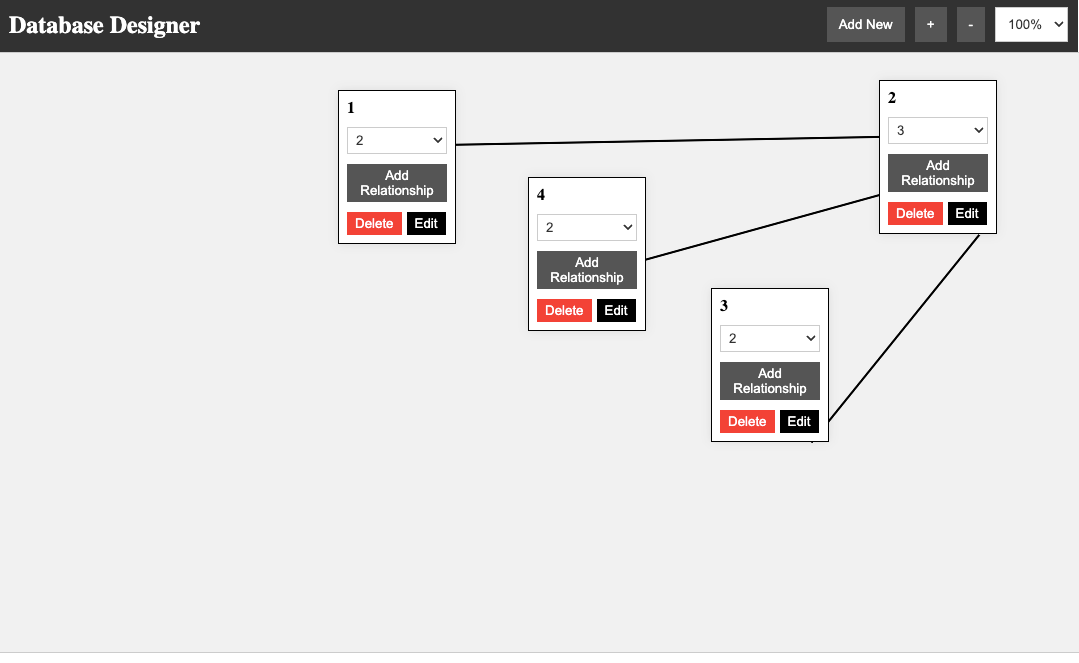 Database Designer
Add New
+
-
100%
1
2
Add
Relationship
Delete
Edit
2
3
Add
Relationship
Delete
Edit
4
2
Add
Relationship
Delete
Edit
3
2
Add
Relationship
Delete
Edit